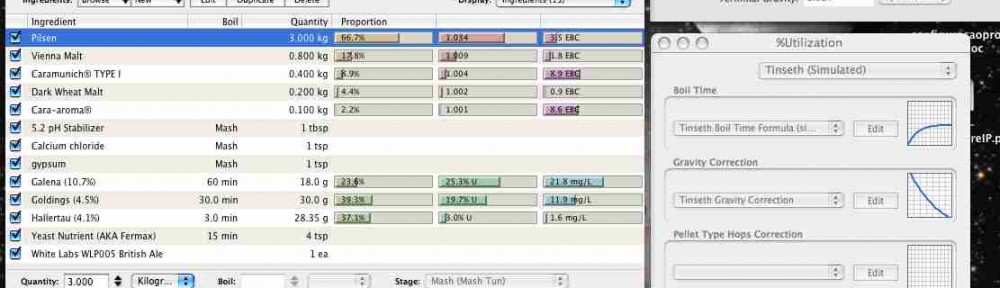 Ingredients: Browse New Edit Duplicate Delete Display: Ingredients (13)
Ingredient Boil Quantity Proportion
Pilsen 3.000 kg 66.7% 1.034 3.5 EBC
Vienna Malt 0.800 kg 17.8% 1.009 1.8 EBC
Caramunich® TYPE I 0.400 kg 8.9% 1.004 8.9 EBC
Dark Wheat Malt 0.200 kg 4.4% 1.002 0.9 EBC
Cara-aroma® 0.100 kg 2.2% 1.001 8.6 EBC
5.2 pH Stabilizer Mash 1 tbsp
Calcium chloride Mash 1 tsp
gypsum Mash 1 tsp
Galena (10.7%) 60 min 18.0 g 23.6% 25.3% U 21.8 mg/L
Goldings (4.5%) 30.0 min 30.0 g 39.3% 19.7% U 11.9 mg/L
Hallertau (4.1%) 3.0 min 28.35 g 37.1% 3.0% U 1.6 mg/L
Yeast Nutrient (AKA Fermax) 15 min 4 tsp
White Labs WLP005 British Ale 1 ea
Quantity: 3.000 Kilogr... Boil: Stage: Mash (Mash Tun)
%Utilization
Tinseth (Simulated)
Boil Time
Tinseth Boil Time Formula (si... Edit
Gravity Correction
Tinseth Gravity Correction Edit
Pellet Type Hops Correction
Edit